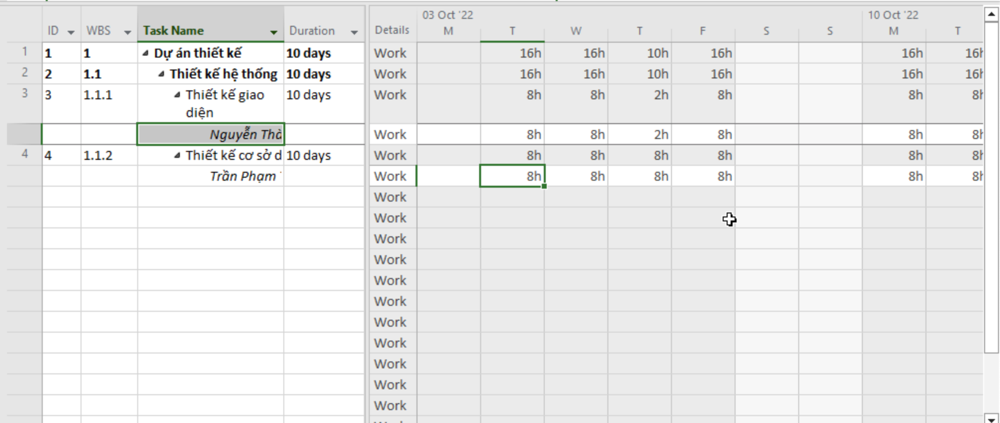 03 Oct '22 10 Oct '22
ID WBS Task Name Duration Details M T W T F S S M T
1 1 1 Dự án thiết kế 10 days Work 16h 16h 10h 16h 16h 16h
2 2 1.1 Thiết kế hệ thống 10 days Work 16h 16h 10h 16h 16h 16h
3 3 1.1.1 Thiết kế giao 10 days Work 8h 8h 2h 8h 8h 8h
diện
Nguyễn Thà Work 8h 8h 2h 8h 8h 8h
4 4 1.1.2 Thiết kế cơ sở d 10 days Work 8h 8h 8h 8h 8h 8h
Trần Phạm Work 8h 8h 8h 8h 8h 8h
Work
Work
Work
Work
Work
Work
Work
Work
Work
Work
Work